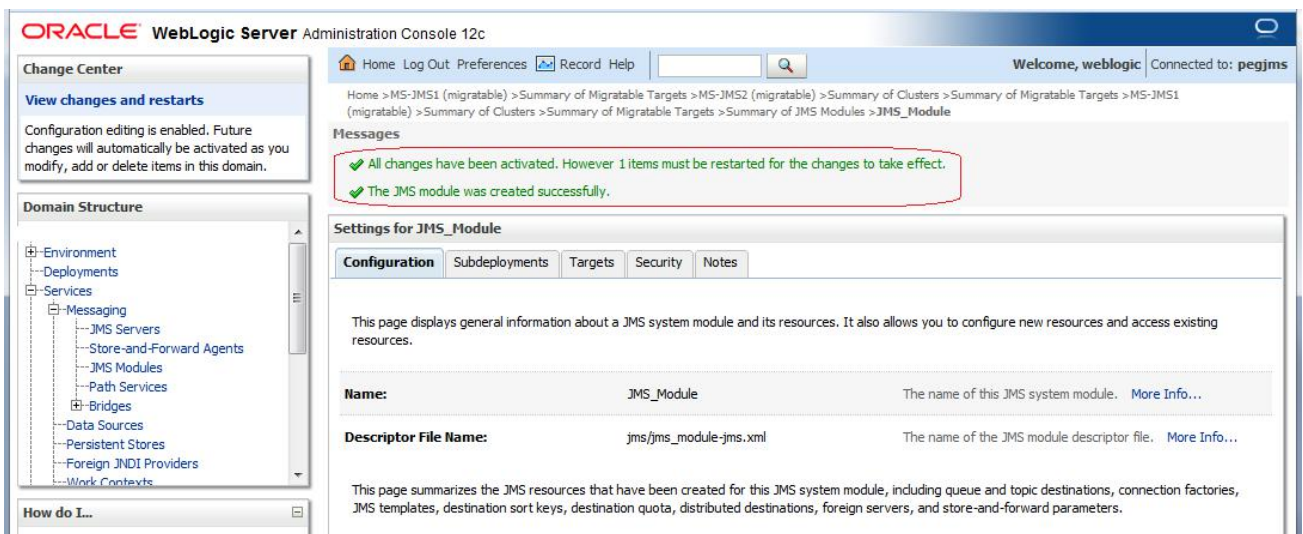 ORACLE WebLogic Server Administration Console 12c
Change Center
View changes and restarts
Configuration editing is enabled. Future
changes will automatically be activated as you
modify, add or delete items in this domain.
Domain Structure
Environment
Deployments
Services
Messaging
JMS Servers
Store-and-Forward Agents
JMS Modules
Path Services
Bridges
Data Sources
Persistent Stores
Foreign JNDI Providers
Work Contexts
How do I...
Home Log Out Preferences Record Help
Welcome, weblogic Connected to: pegjms
Home >MS-JMS1 (migratable) >Summary of Migratable Targets >MS-JMS2 (migratable) >Summary of Clusters >Summary of Migratable Targets >MS-JMS1
(migratable) >Summary of Clusters >Summary of Migratable Targets >Summary of JMS Modules >JMS_Module
Messages
All changes have been activated. However 1 items must be restarted for the changes to take effect.
The JMS module was created successfully.
Settings for JMS_Module
Configuration Subdeployments Targets Security Notes
This page displays general information about a JMS system module and its resources. It also allows you to configure new resources and access existing
resources.
Name: JMS_Module The name of this JMS system module. More Info...
Descriptor File Name: jms/jms_module-jms.xml The name of the JMS module descriptor file. More Info...
This page summarizes the JMS resources that have been created for this JMS system module, including queue and topic destinations, connection factories,
JMS templates, destination sort keys, destination quota, distributed destinations, foreign servers, and store-and-forward parameters.